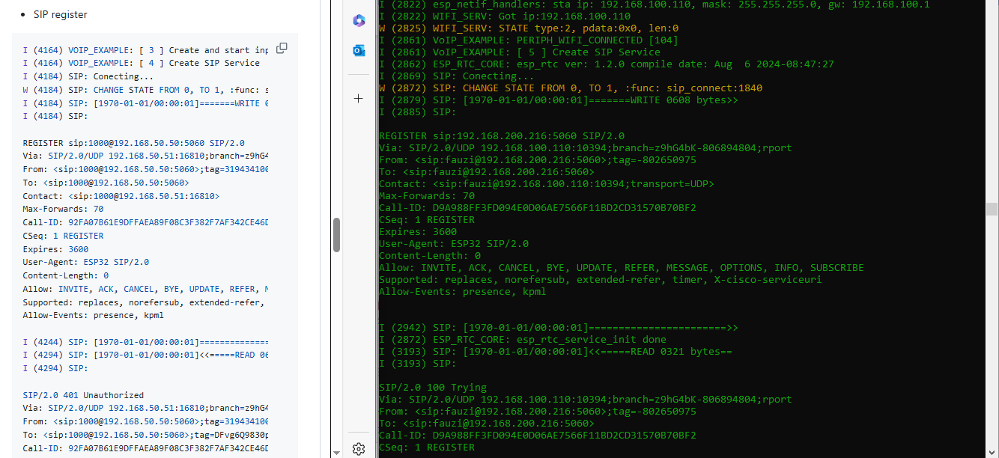 SIP register
I (4164) VOIP_EXAMPLE: [ 3 ] Create and start inp
I (4164) VOIP_EXAMPLE: [ 4 ] Create SIP Service
I (4184) SIP: Conecting...
W (4184) SIP: CHANGE STATE FROM 0, TO 1, :func: s
I (4184) SIP: [1970-01-01/00:00:01]=======WRITE 0
I (4184) SIP:
REGISTER sip:1000@192.168.50.50:5060 SIP/2.0
Via: SIP/2.0/UDP 192.168.50.51:16810;branch=z9hG4
From: <sip:1000@192.168.50.50:5060>;tag=319434100
To: <sip:1000@192.168.50.50:5060>
Contact: <sip:1000@192.168.50.51:16810>
Max-Forwards: 70
Call-ID: 92FA07B61E9DFFAEA89F08C3F382F7AF342CE46D
CSeq: 1 REGISTER
Expires: 3600
User-Agent: ESP32 SIP/2.0
Content-Length: 0
Allow: INVITE, ACK, CANCEL, BYE, UPDATE, REFER, M
Supported: replaces, norefersub, extended-refer,
Allow-Events: presence, kpml
I (4244) SIP: [1970-01-01/00:00:01]==============
I (4294) SIP: [1970-01-01/00:00:01]<<=====READ 06
I (4294) SIP:
SIP/2.0 401 Unauthorized
Via: SIP/2.0/UDP 192.168.50.51:16810;branch=z9hG4
From: <sip:1000@192.168.50.50:5060>;tag=319434100
To: <sip:1000@192.168.50.50:5060>;tag=DFvg6Q9830p
Call-ID: 92FA07B61E9DFFAEA89F08C3F382F7AF342CE46D
I (2822) esp_netif_handlers: sta ip: 192.168.100.110, mask: 255.255.255.0, gw: 192.168.100.1
I (2822) WIFI_SERV: Got ip:192.168.100.110
W (2825) WIFI_SERV: STATE type:2, pdata:0x0, len:0
I (2861) VoIP_EXAMPLE: PERIPH_WIFI_CONNECTED [104]
I (2861) VoIP_EXAMPLE: [ 5 ] Create SIP Service
I (2862) ESP_RTC_CORE: esp_rtc ver: 1.2.0 compile date: Aug  6 2024-08:47:27
I (2869) SIP: Conecting...
W (2872) SIP: CHANGE STATE FROM 0, TO 1, :func: sip_connect:1840
I (2879) SIP: [1970-01-01/00:00:01]=======WRITE 0608 bytes>>
I (2885) SIP:
REGISTER sip:192.168.200.216:5060 SIP/2.0
Via: SIP/2.0/UDP 192.168.100.110:10394;branch=z9hG4bK-806894804;rport
From: <sip:fauzi@192.168.200.216:5060>;tag=-802650975
To: <sip:fauzi@192.168.200.216:5060>
Contact: <sip:fauzi@192.168.100.110:10394;transport=UDP>
Max-Forwards: 70
Call-ID: D9A988FF3FD094E0D06AE7566F11BD2CD31570B70BF2
CSeq: 1 REGISTER
Expires: 3600
User-Agent: ESP32 SIP/2.0
Content-Length: 0
Allow: INVITE, ACK, CANCEL, BYE, UPDATE, REFER, MESSAGE, OPTIONS, INFO, SUBSCRIBE
Supported: replaces, norefersub, extended-refer, timer, X-cisco-serviceuri
Allow-Events: presence, kpml
I (2942) SIP: [1970-01-01/00:00:01]=======================>>
I (2872) ESP_RTC_CORE: esp_rtc_service_init done
I (3193) SIP: [1970-01-01/00:00:01]<<=====READ 0321 bytes==
I (3193) SIP:
SIP/2.0 100 Trying
Via: SIP/2.0/UDP 192.168.100.110:10394;branch=z9hG4bK-806894804;rport
From: <sip:fauzi@192.168.200.216:5060>;tag=-802650975
To: <sip:fauzi@192.168.200.216:5060>
Call-ID: D9A988FF3FD094E0D06AE7566F11BD2CD31570B70BF2
CSeq: 1 REGISTER